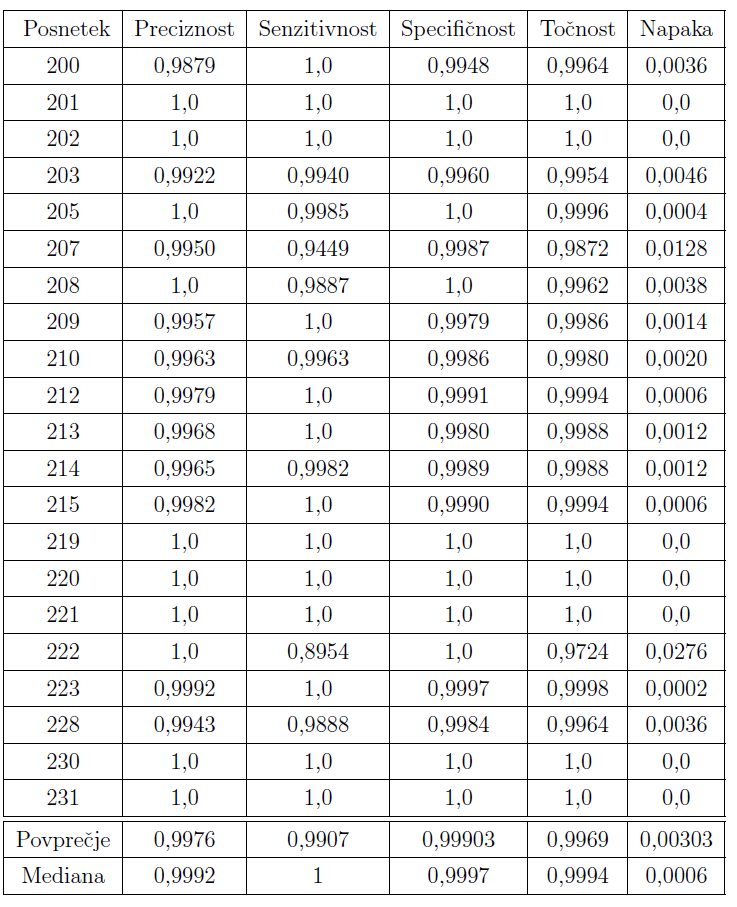 Posnetek Preciznost Senzitivnost Specifičnost Točnost Napaka
200 0,9879 1,0 0,9948 0,9964 0,0036
201 1,0 1,0 1,0 1,0 0,0
202 1,0 1,0 1,0 1,0 0,0
203 0,9922 0,9940 0,9960 0,9954 0,0046
205 1,0 0,9985 1,0 0,9996 0,0004
207 0,9950 0,9449 0,9987 0,9872 0,0128
208 1,0 0,9887 1,0 0,9962 0,0038
209 0,9957 1,0 0,9979 0,9986 0,0014
210 0,9963 0,9963 0,9986 0,9980 0,0020
212 0,9979 1,0 0,9991 0,9994 0,0006
213 0,9968 1,0 0,9980 0,9988 0,0012
214 0,9965 0,9982 0,9989 0,9988 0,0012
215 0,9982 1,0 0,9990 0,9994 0,0006
219 1,0 1,0 1,0 1,0 0,0
220 1,0 1,0 1,0 1,0 0,0
221 1,0 1,0 1,0 1,0 0,0
222 1,0 0,8954 1,0 0,9724 0,0276
223 0,9992 1,0 0,9997 0,9998 0,0002
228 0,9943 0,9888 0,9984 0,9964 0,0036
230 1,0 1,0 1,0 1,0 0,0
231 1,0 1,0 1,0 1,0 0,0
Povprečje 0,9976 0,9907 0,99903 0,9969 0,00303
Mediana 0,9992 1 0,9997 0,9994 0,0006